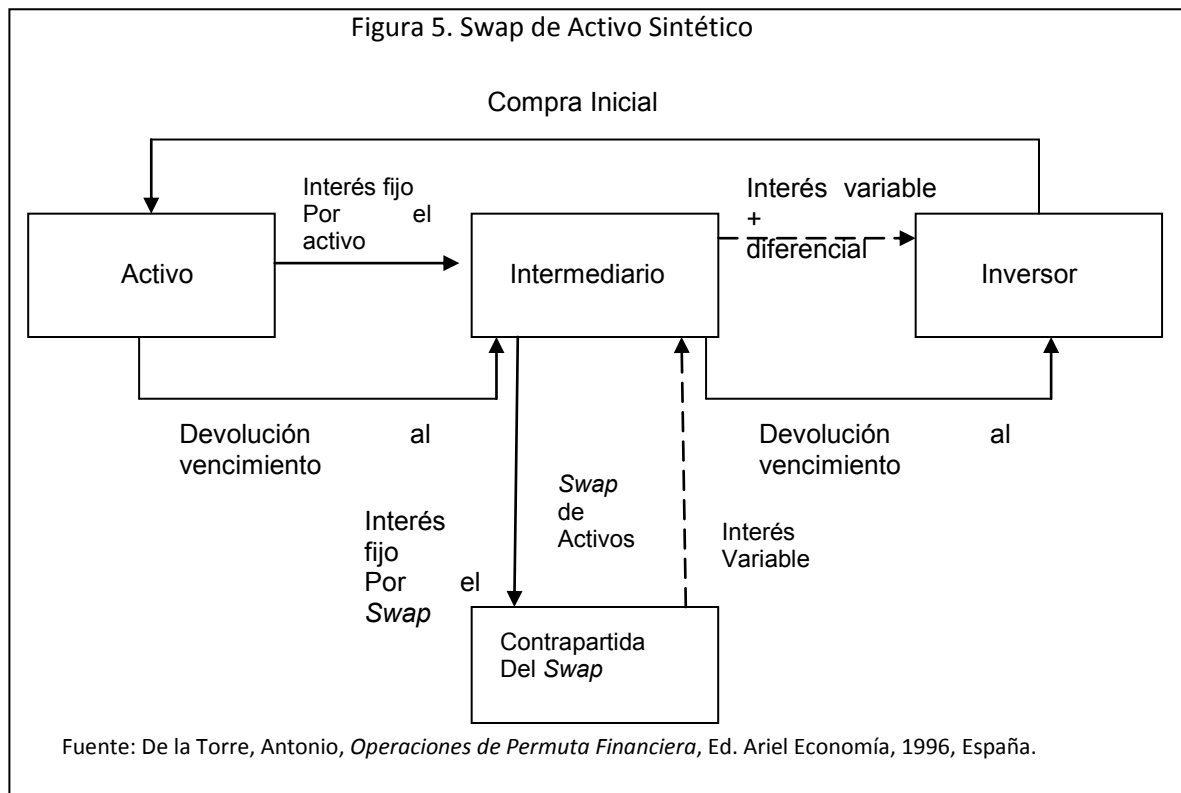 Figura 5. Swap de Activo Sintético
Compra Inicial
Interés fijo
Por el
activo
Interés variable
+
diferencial
Activo
Intermediario
Inversor
Devolución al
vencimiento
Devolución al
vencimiento
Interés
fijo
Por el
Swap
Swap
de
Activos
Interés
Variable
Contrapartida
Del Swap
Fuente: De la Torre, Antonio, Operaciones de Permuta Financiera, Ed. Ariel Economía, 1996, España.